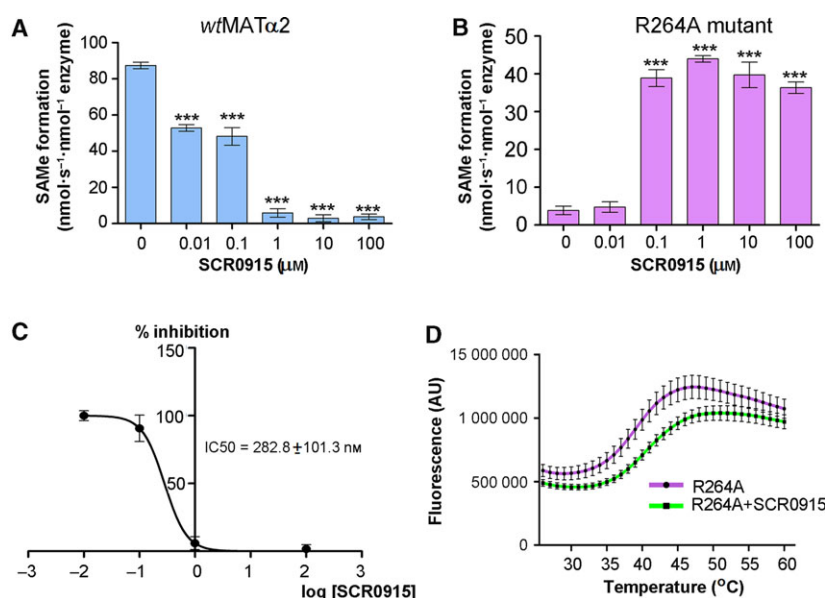 A
wtMATα2
SAMe formation
(nmol·s⁻¹·nmol⁻¹ enzyme)
100
80
60
40
20
0
***
***
***
***
***
0
0.01
0.1
1
10
100
SCR0915 (μM)
B
R264A mutant
SAMe formation
(nmol·s⁻¹·nmol⁻¹ enzyme)
50
40
30
20
10
0
***
***
***
***
0
0.01
0.1
1
10
100
SCR0915 (μM)
C
% inhibition
150
100
50
IC50 = 282.8 ± 101.3 nM
−3
−2
−1
0
1
2
3
log [SCR0915]
D
Fluorescence (AU)
15 000 000
1 000 000
500 000
0
R264A
R264A+SCR0915
30
35
40
45
50
55
60
Temperature (°C)